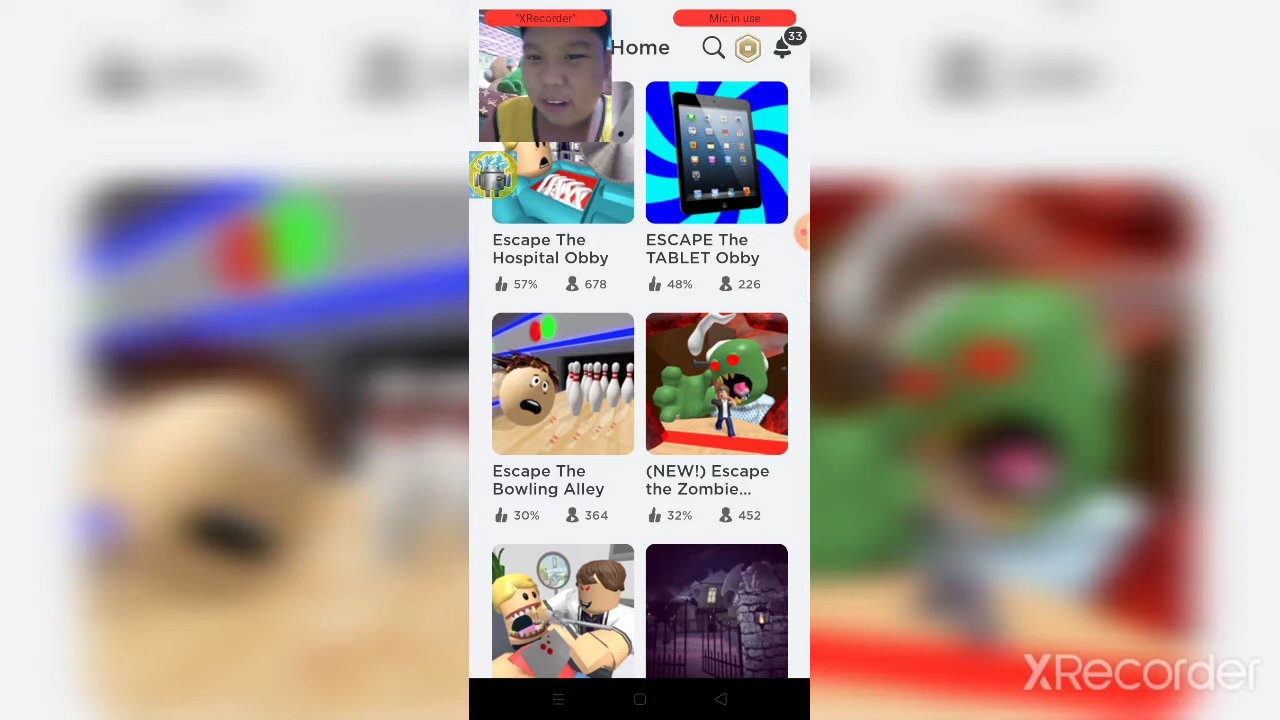 "XRecorder"
Mic in use
Home
33
Escape The
Hospital Obby
57%
678
ESCAPE The
TABLET Obby
48%
226
Escape The
Bowling Alley
30%
364
(NEW!) Escape
the Zombie...
32%
452
XRecorder